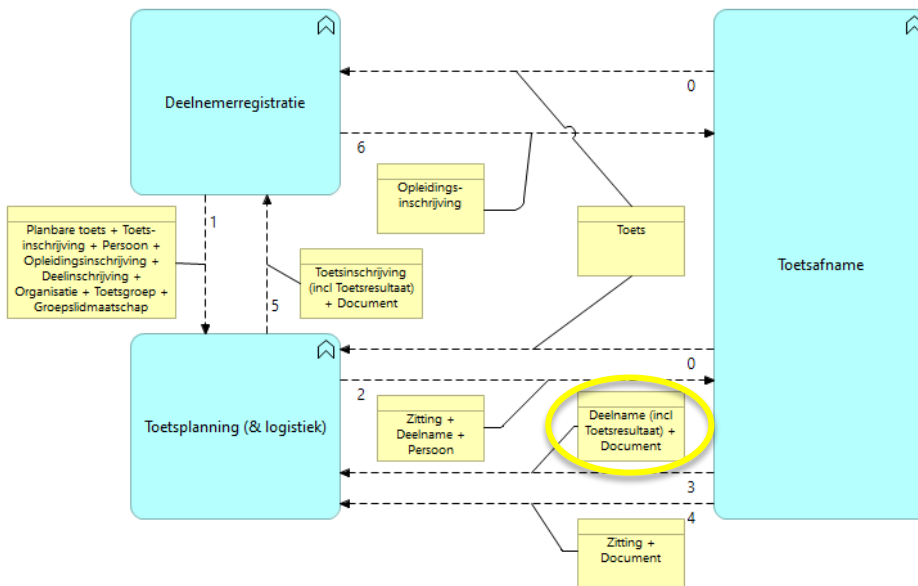 Deelnemerregistratie
0
6
Opleidings-
inschrijving
Toets
Toetsafname
1
Planbare toets + Toets-
inschrijving + Persoon +
Opleidingsinschrijving +
Deelinschrijving +
Organisatie + Toetsgroep +
Groepslidmaatschap
Toetsinschrijving
(incl Toetsresultaat)
+ Document
5
Toetsplanning (& logistiek)
0
2
Zitting +
Deelname +
Persoon
Deelname (incl
Toetsresultaat) +
Document
3
4
Zitting +
Document